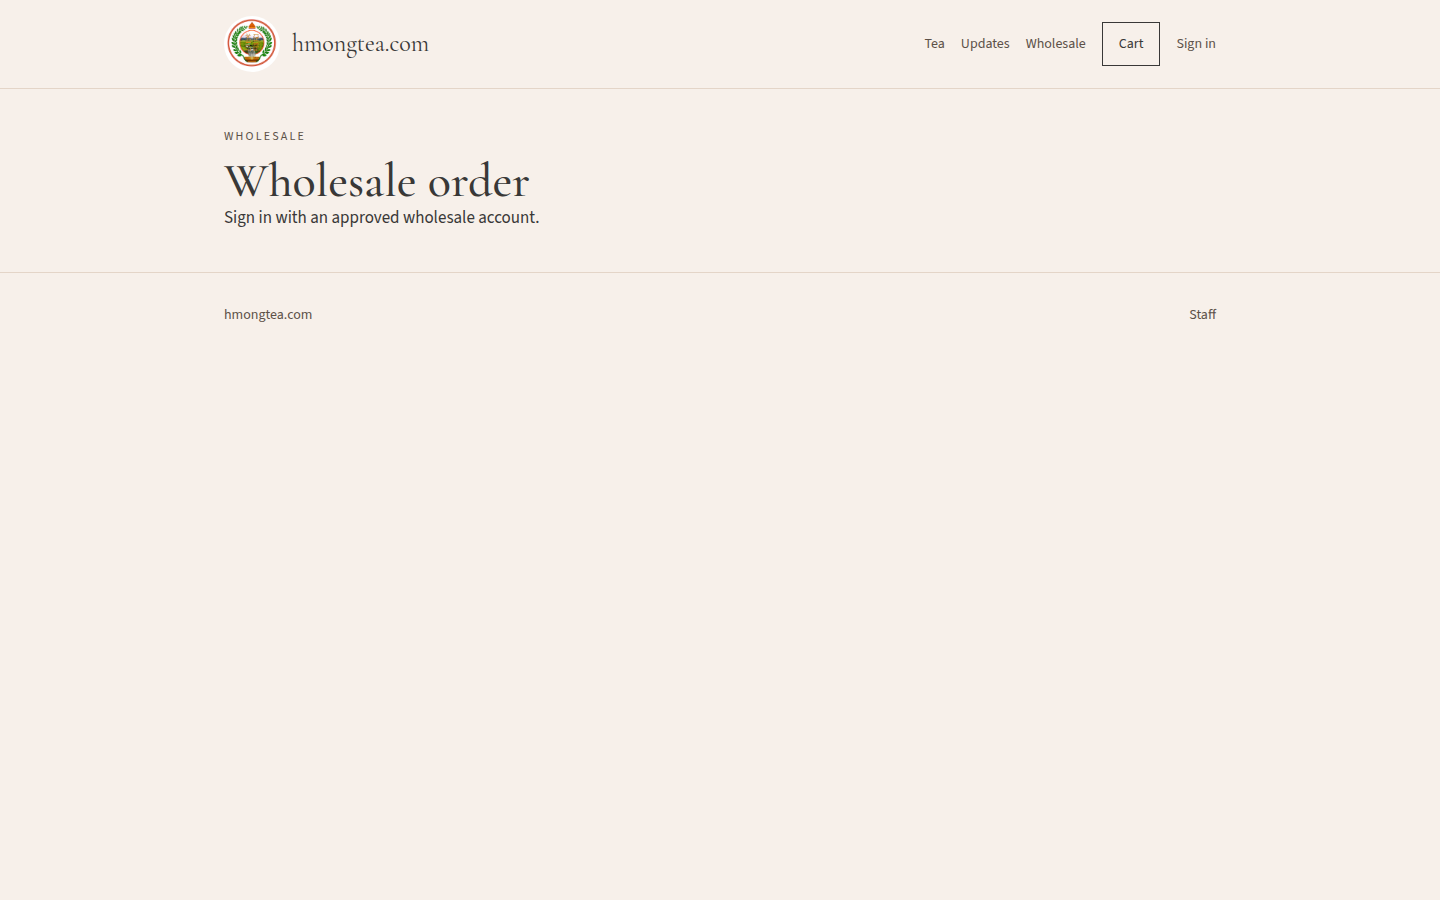 hmongtea.com
Tea
Updates
Wholesale
Cart
Sign in
WHOLESALE
Wholesale order
Sign in with an approved wholesale account.
hmongtea.com
Staff